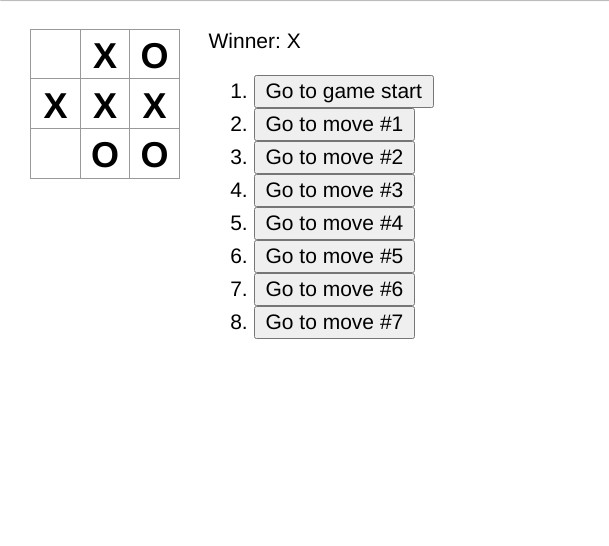 X O
X X X
O O
Winner: X
1. Go to game start
2. Go to move #1
3. Go to move #2
4. Go to move #3
5. Go to move #4
6. Go to move #5
7. Go to move #6
8. Go to move #7